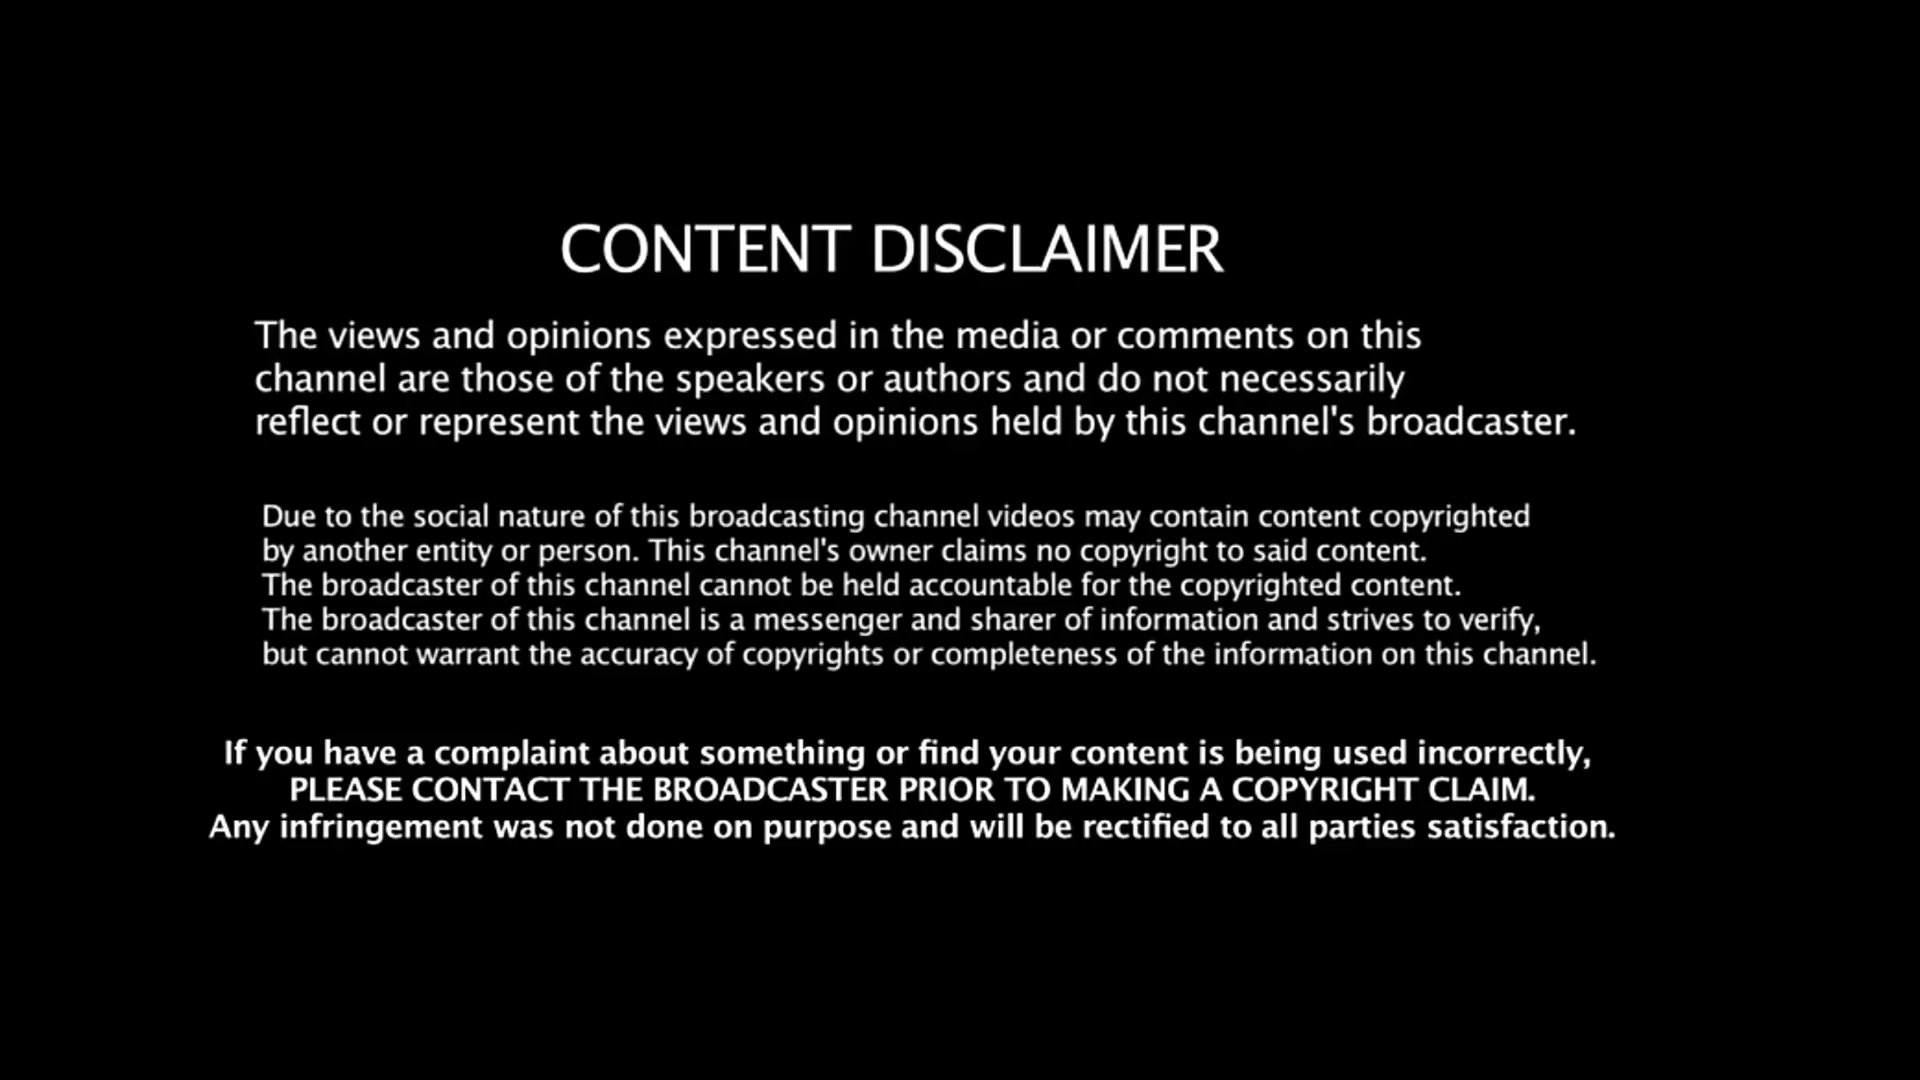 CONTENT DISCLAIMER
The views and opinions expressed in the media or comments on this
channel are those of the speakers or authors and do not necessarily
reflect or represent the views and opinions held by this channel's broadcaster.
Due to the social nature of this broadcasting channel videos may contain content copyrighted
by another entity or person. This channel's owner claims no copyright to said content.
The broadcaster of this channel cannot be held accountable for the copyrighted content.
The broadcaster of this channel is a messenger and sharer of information and strives to verify,
but cannot warrant the accuracy of copyrights or completeness of the information on this channel.
If you have a complaint about something or find your content is being used incorrectly,
PLEASE CONTACT THE BROADCASTER PRIOR TO MAKING A COPYRIGHT CLAIM.
Any infringement was not done on purpose and will be rectified to all parties satisfaction.